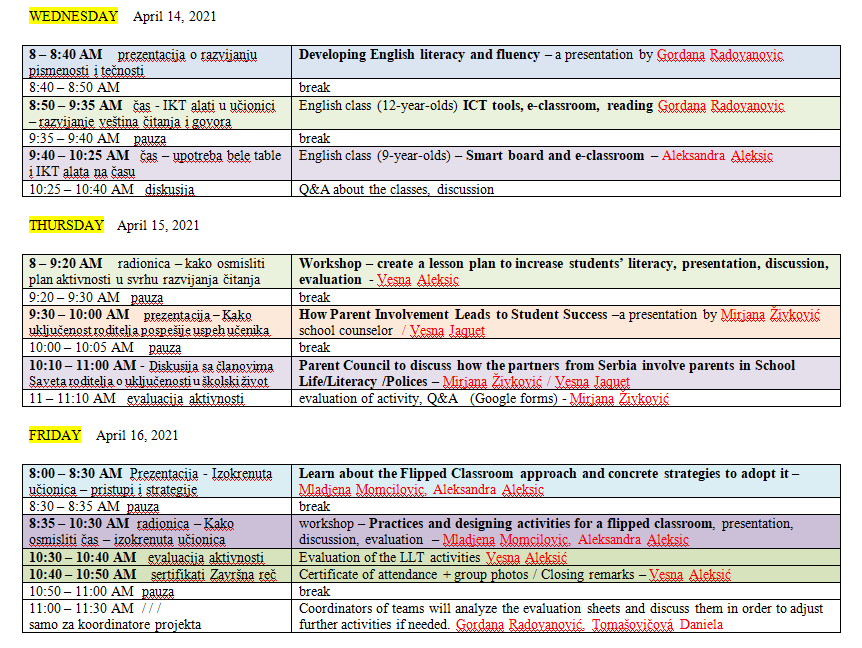 WEDNESDAY April 14, 2021
8 – 8:40 AM prezentacija o razvijanju
pismenosti i tečnosti
Developing English literacy and fluency – a presentation by Gordana Radovanovic
8:40 – 8:50 AM
break
8:50 – 9:35 AM čas - IKT alati u učionici
– razvijanje veština čitanja i govora
English class (12-year-olds) ICT tools, e-classroom, reading Gordana Radovanovic
9:35 – 9:40 AM pauza
break
9:40 – 10:25 AM čas – upotreba bele table
i IKT alata na času
English class (9-year-olds) – Smart board and e-classroom – Aleksandra Aleksic
10:25 – 10:40 AM diskusija
Q&A about the classes, discussion
THURSDAY April 15, 2021
8 – 9:20 AM radionica – kako osmisliti
plan aktivnosti u svrhu razvijanja čitanja
Workshop – create a lesson plan to increase students’ literacy, presentation, discussion,
evaluation - Vesna Aleksic
9:20 – 9:30 AM pauza
break
9:30 – 10:00 AM prezentacija – Kako
uključenost roditelja pospešije uspeh učenika
How Parent Involvement Leads to Student Success –a presentation by Mirjana Živković
school counselor / Vesna Jaquet
10:00 – 10:05 AM pauza
break
10:10 – 11:00 AM - Diskusija sa članovima
Saveta roditelja o uključenosti u školski život
Parent Council to discuss how the partners from Serbia involve parents in School
Life/Literacy /Polices – Mirjana Živković / Vesna Jaquet
11 – 11:10 AM evaluacija aktivnosti
evaluation of activity, Q&A (Google forms) - Mirjana Živković
FRIDAY April 16, 2021
8:00 – 8:30 AM Prezentacija - Izokrenuta
učionica – pristupi i strategije
Learn about the Flipped Classroom approach and concrete strategies to adopt it –
Mladjena Momcilovic, Aleksandra Aleksic
8:30 – 8:35 AM pauza
break
8:35 – 10:30 AM radionica – Kako
osmisliti čas – izokrenuta učionica
workshop – Practices and designing activities for a flipped classroom, presentation,
discussion, evaluation – Mladjena Momcilovic, Aleksandra Aleksic
10:30 – 10:40 AM evaluacija aktivnosti
Evaluation of the LLT activities Vesna Aleksić
10:40 – 10:50 AM sertifikati Završna reč
Certificate of attendance + group photos / Closing remarks – Vesna Aleksić
10:50 – 11:00 AM pauza
break
11:00 – 11:30 AM / / /
samo za koordinatore projekta
Coordinators of teams will analyze the evaluation sheets and discuss them in order to adjust
further activities if needed. Gordana Radovanović, Tomašovičová Daniela